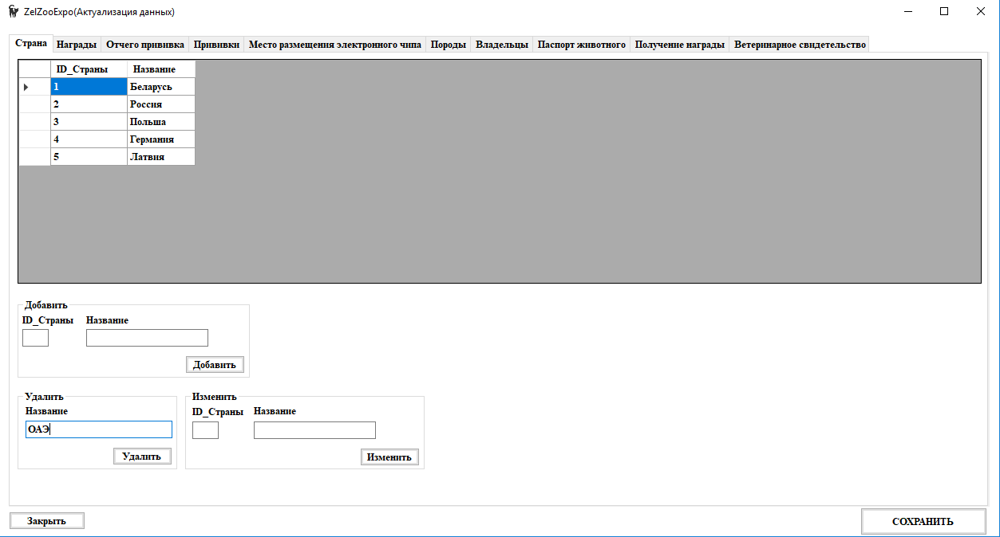 ZelZooExpo(Актуализация данных)
Страна Награды Отчего прививка Прививки Место размещения электронного чипа Породы Владельцы Паспорт животного Получение награды Ветеринарное свидетельство
ID_Страны Название
1 Беларусь
2 Россия
3 Польша
4 Германия
5 Латвия
Добавить
ID_Страны Название
Добавить
Удалить
Название
ОАЭ
Удалить
Изменить
ID_Страны Название
Изменить
Закрыть
СОХРАНИТЬ